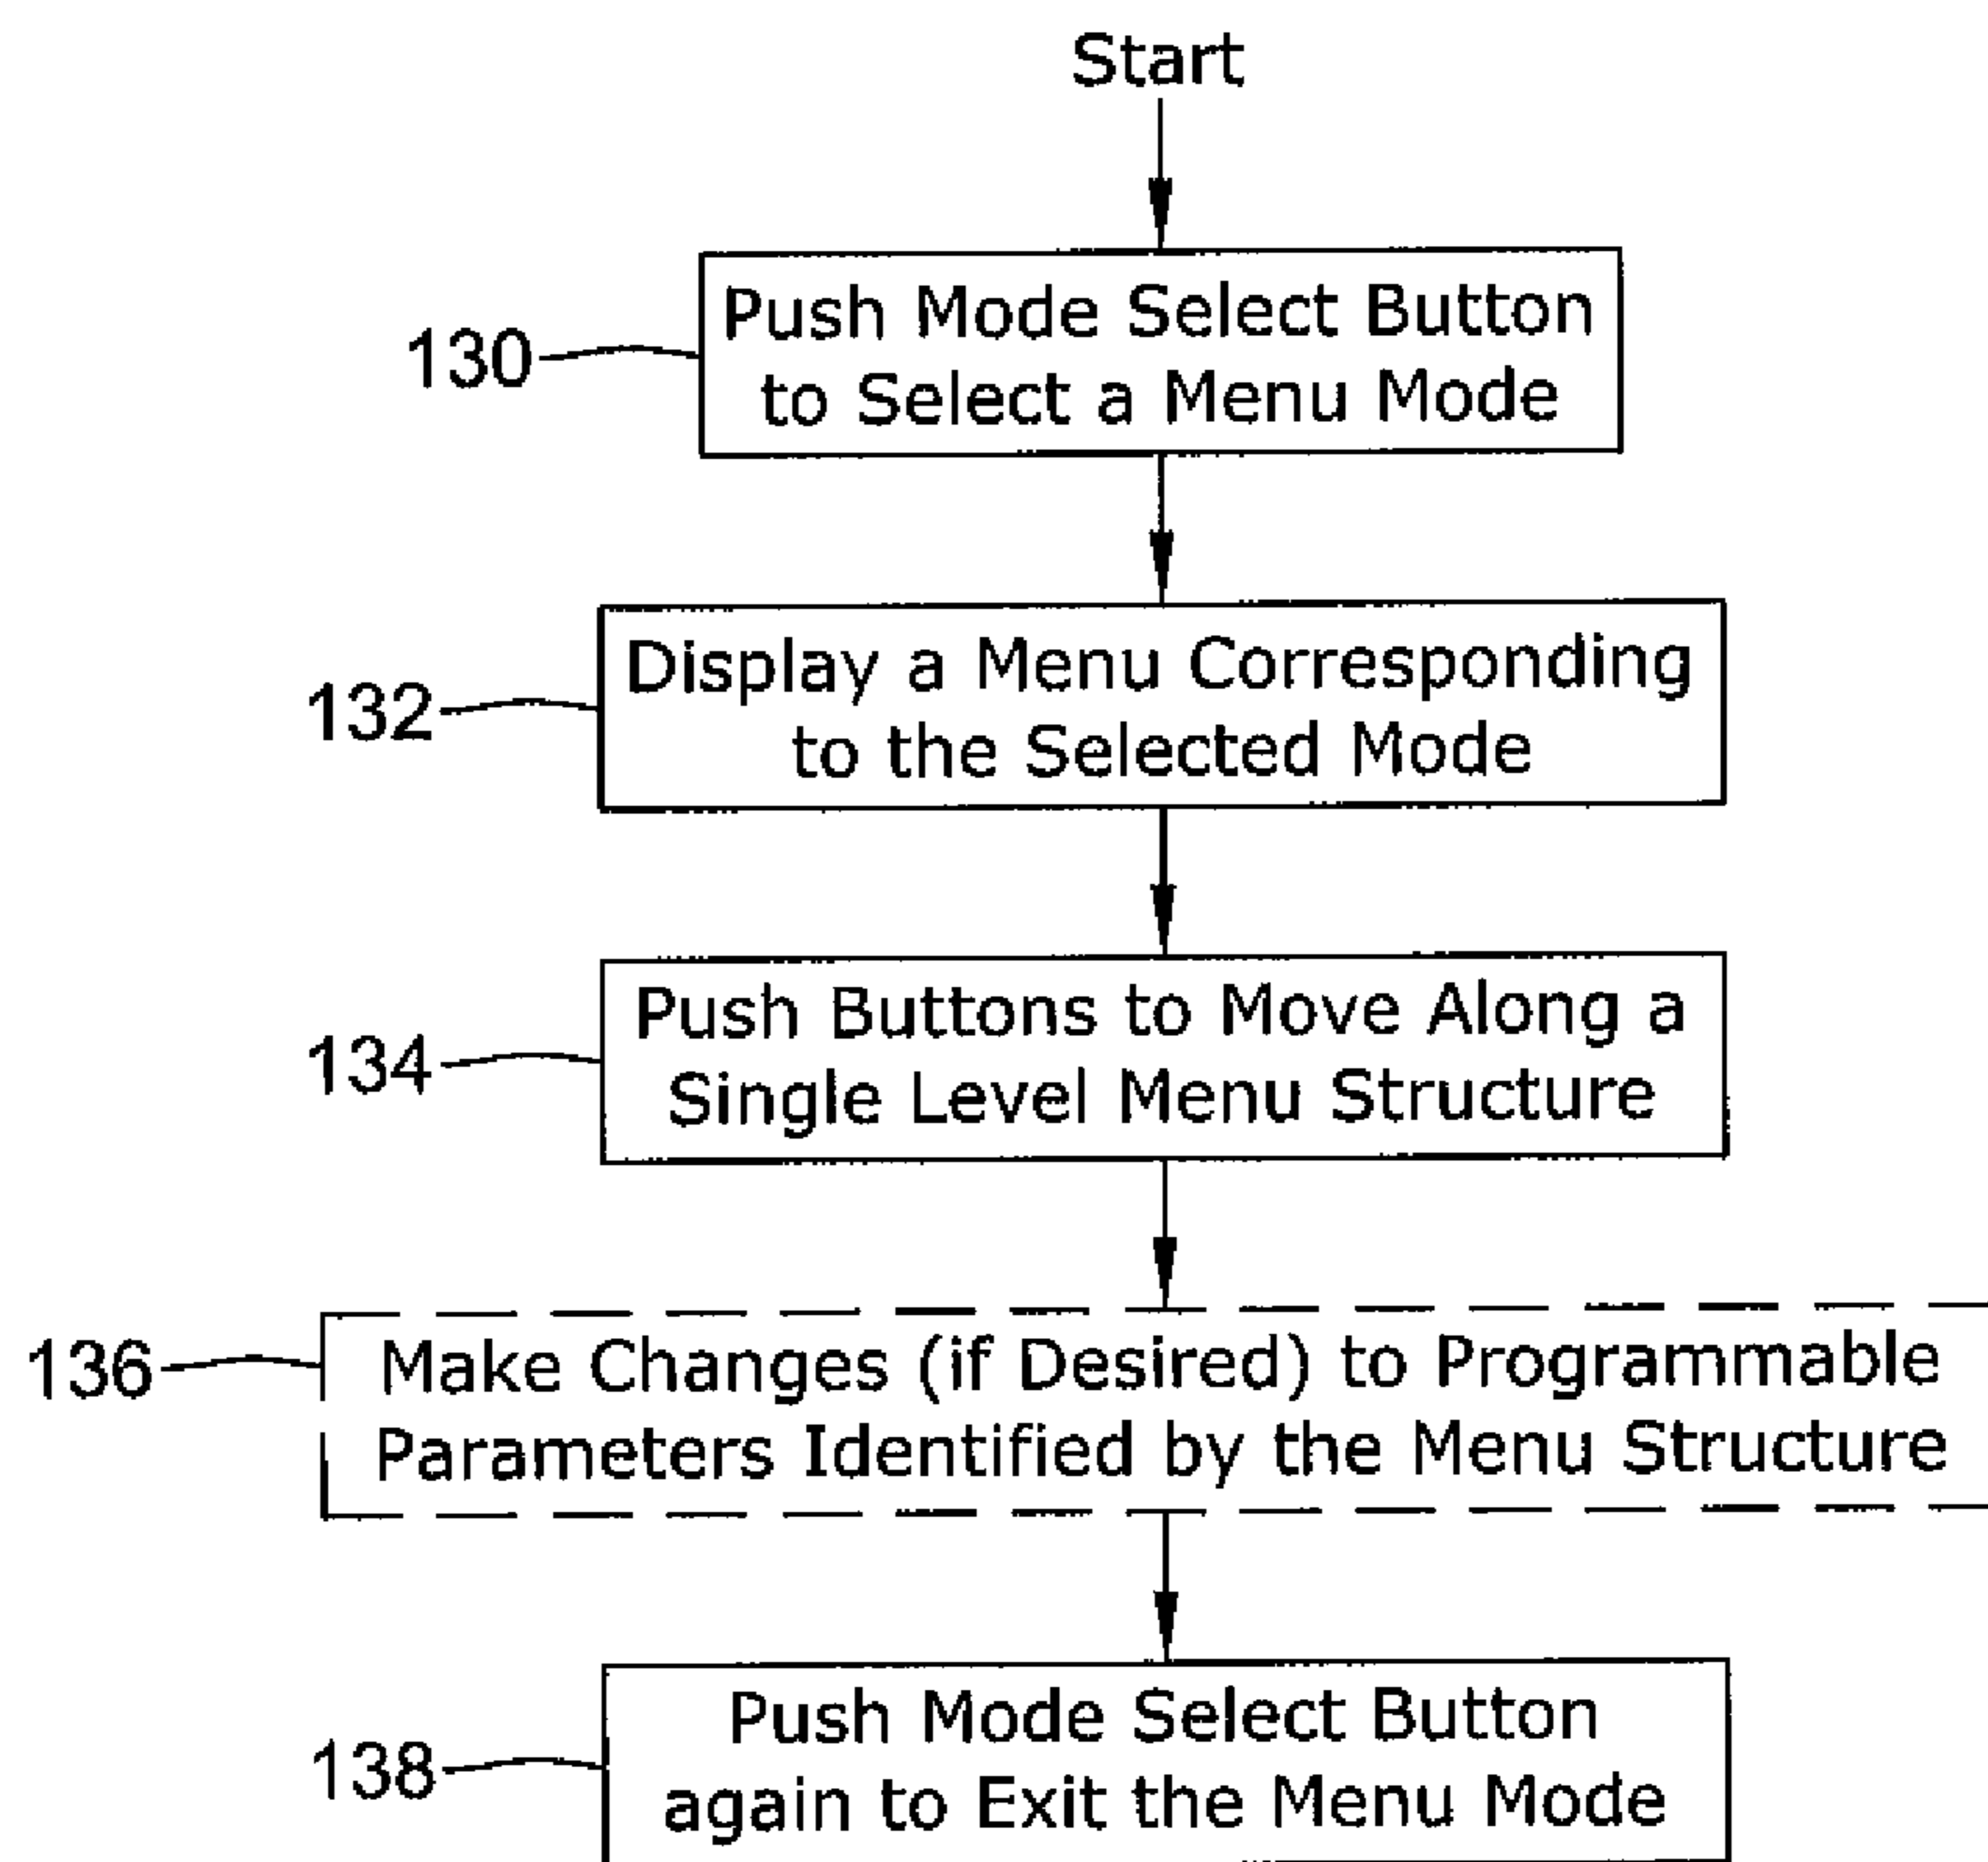 Start
130
Push Mode Select Button
to Select a Menu Mode
132
Display a Menu Corresponding
to the Selected Mode
134
Push Buttons to Move Along a
Single Level Menu Structure
136
Make Changes (if Desired) to Programmable
Parameters Identified by the Menu Structure
138
Push Mode Select Button
again to Exit the Menu Mode